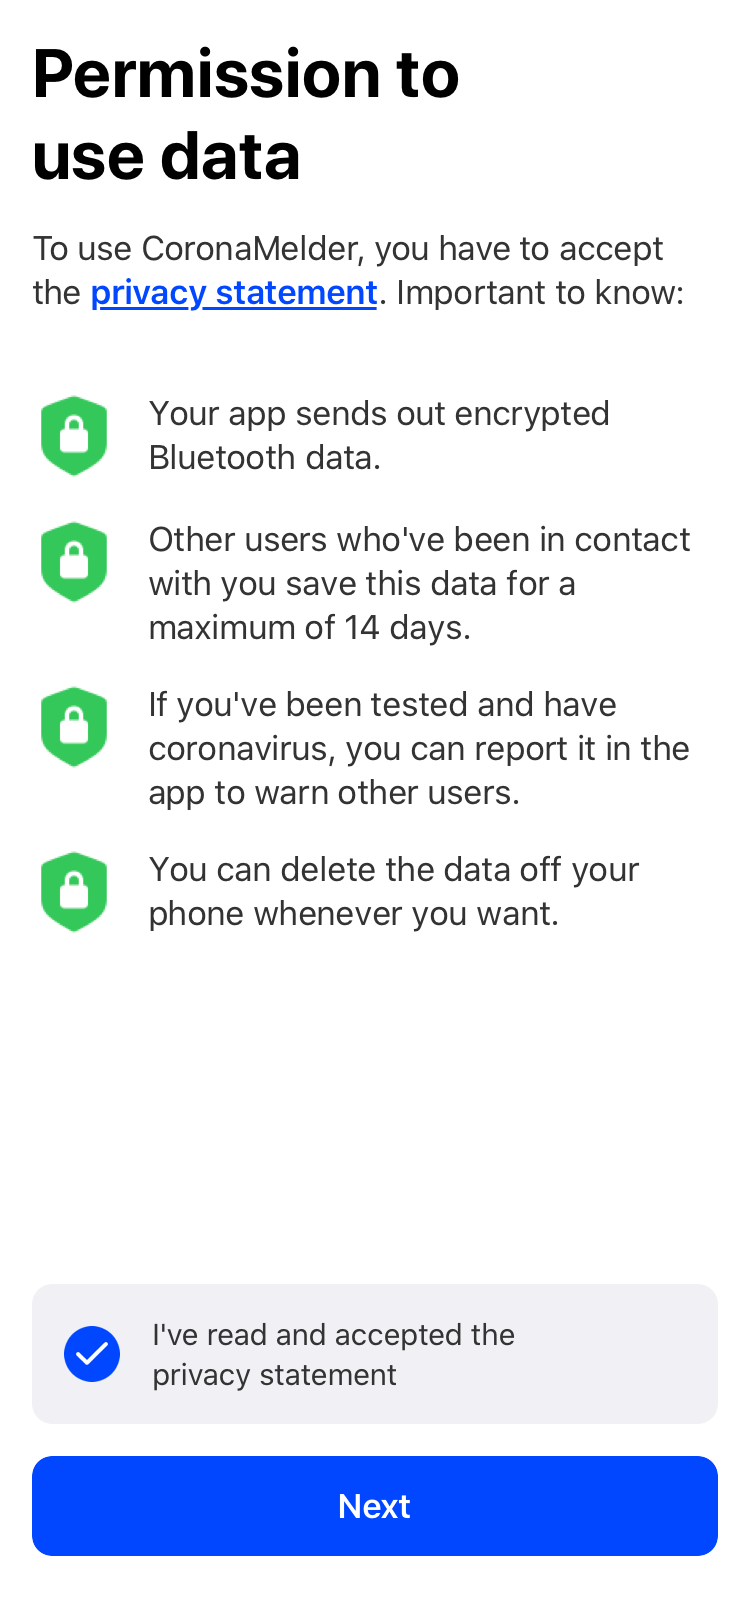 Permission to
use data
To use CoronaMelder, you have to accept
the privacy statement. Important to know:
Your app sends out encrypted
Bluetooth data.
Other users who've been in contact
with you save this data for a
maximum of 14 days.
If you've been tested and have
coronavirus, you can report it in the
app to warn other users.
You can delete the data off your
phone whenever you want.
I've read and accepted the
privacy statement
Next